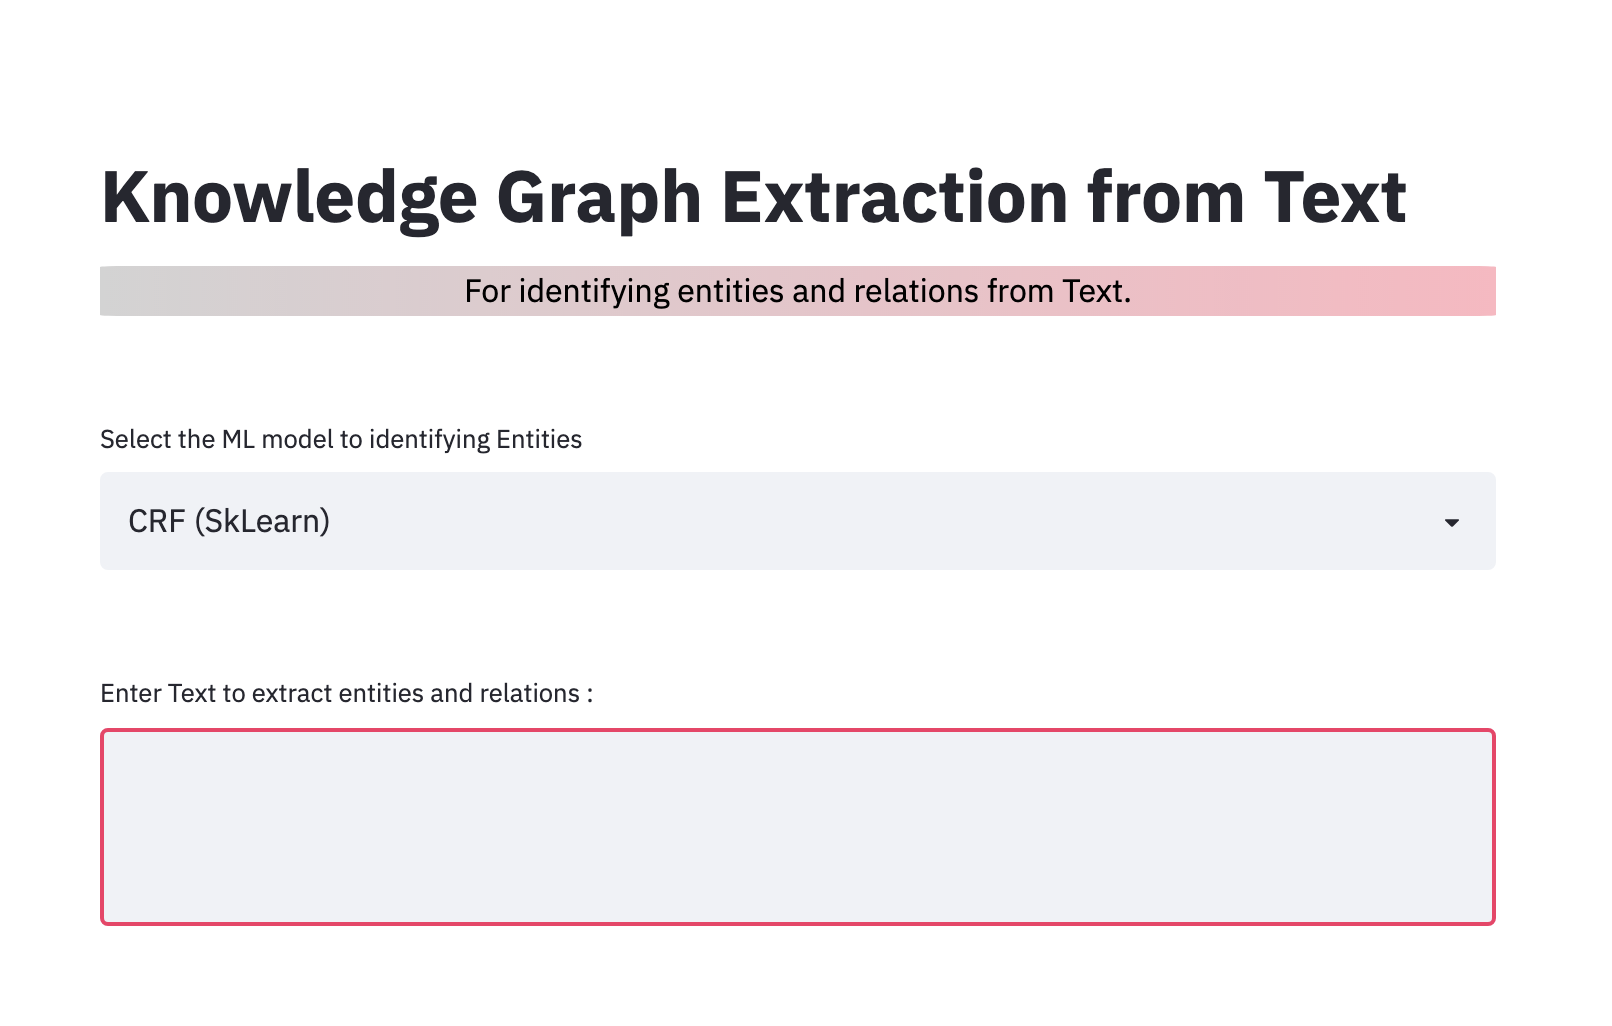 Knowledge Graph Extraction from Text
For identifying entities and relations from Text.
Select the ML model to identifying Entities
CRF (SkLearn)
Enter Text to extract entities and relations :